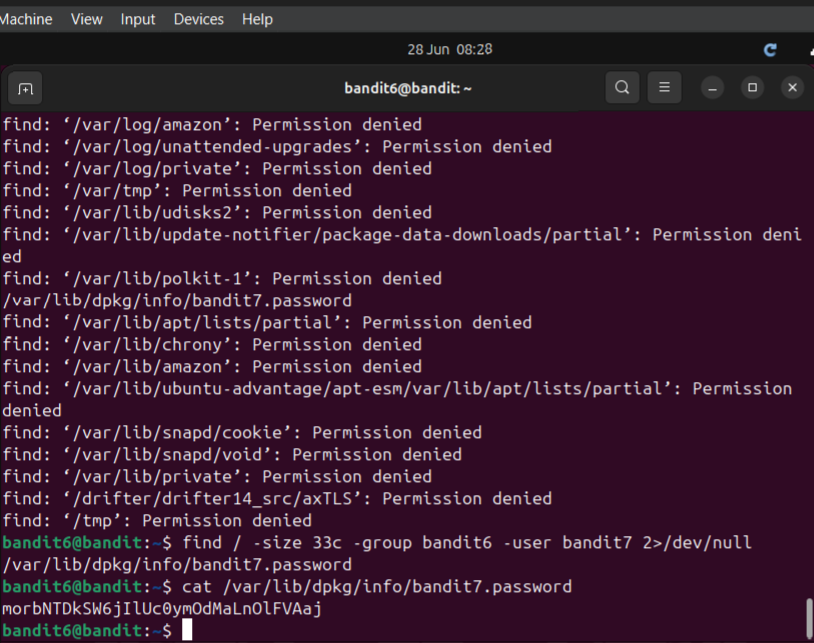 Machine View Input Devices Help
28 Jun 08:28
bandit6@bandit: ~
find: ‘/var/log/amazon’: Permission denied
find: ‘/var/log/unattended-upgrades’: Permission denied
find: ‘/var/log/private’: Permission denied
find: ‘/var/tmp’: Permission denied
find: ‘/var/lib/udisks2’: Permission denied
find: ‘/var/lib/update-notifier/package-data-downloads/partial’: Permission deni
ed
find: ‘/var/lib/polkit-1’: Permission denied
/var/lib/dpkg/info/bandit7.password
find: ‘/var/lib/apt/lists/partial’: Permission denied
find: ‘/var/lib/chrony’: Permission denied
find: ‘/var/lib/amazon’: Permission denied
find: ‘/var/lib/ubuntu-advantage/apt-esm/var/lib/apt/lists/partial’: Permission
denied
find: ‘/var/lib/snapd/cookie’: Permission denied
find: ‘/var/lib/snapd/void’: Permission denied
find: ‘/var/lib/private’: Permission denied
find: ‘/drifter/drifter14_src/axTLS’: Permission denied
find: ‘/tmp’: Permission denied
bandit6@bandit:~$ find / -size 33c -group bandit6 -user bandit7 2>/dev/null
/var/lib/dpkg/info/bandit7.password
bandit6@bandit:~$ cat /var/lib/dpkg/info/bandit7.password
morbNTDkSW6jIlUc0ymOdMaLnOlFVAaj
bandit6@bandit:~$